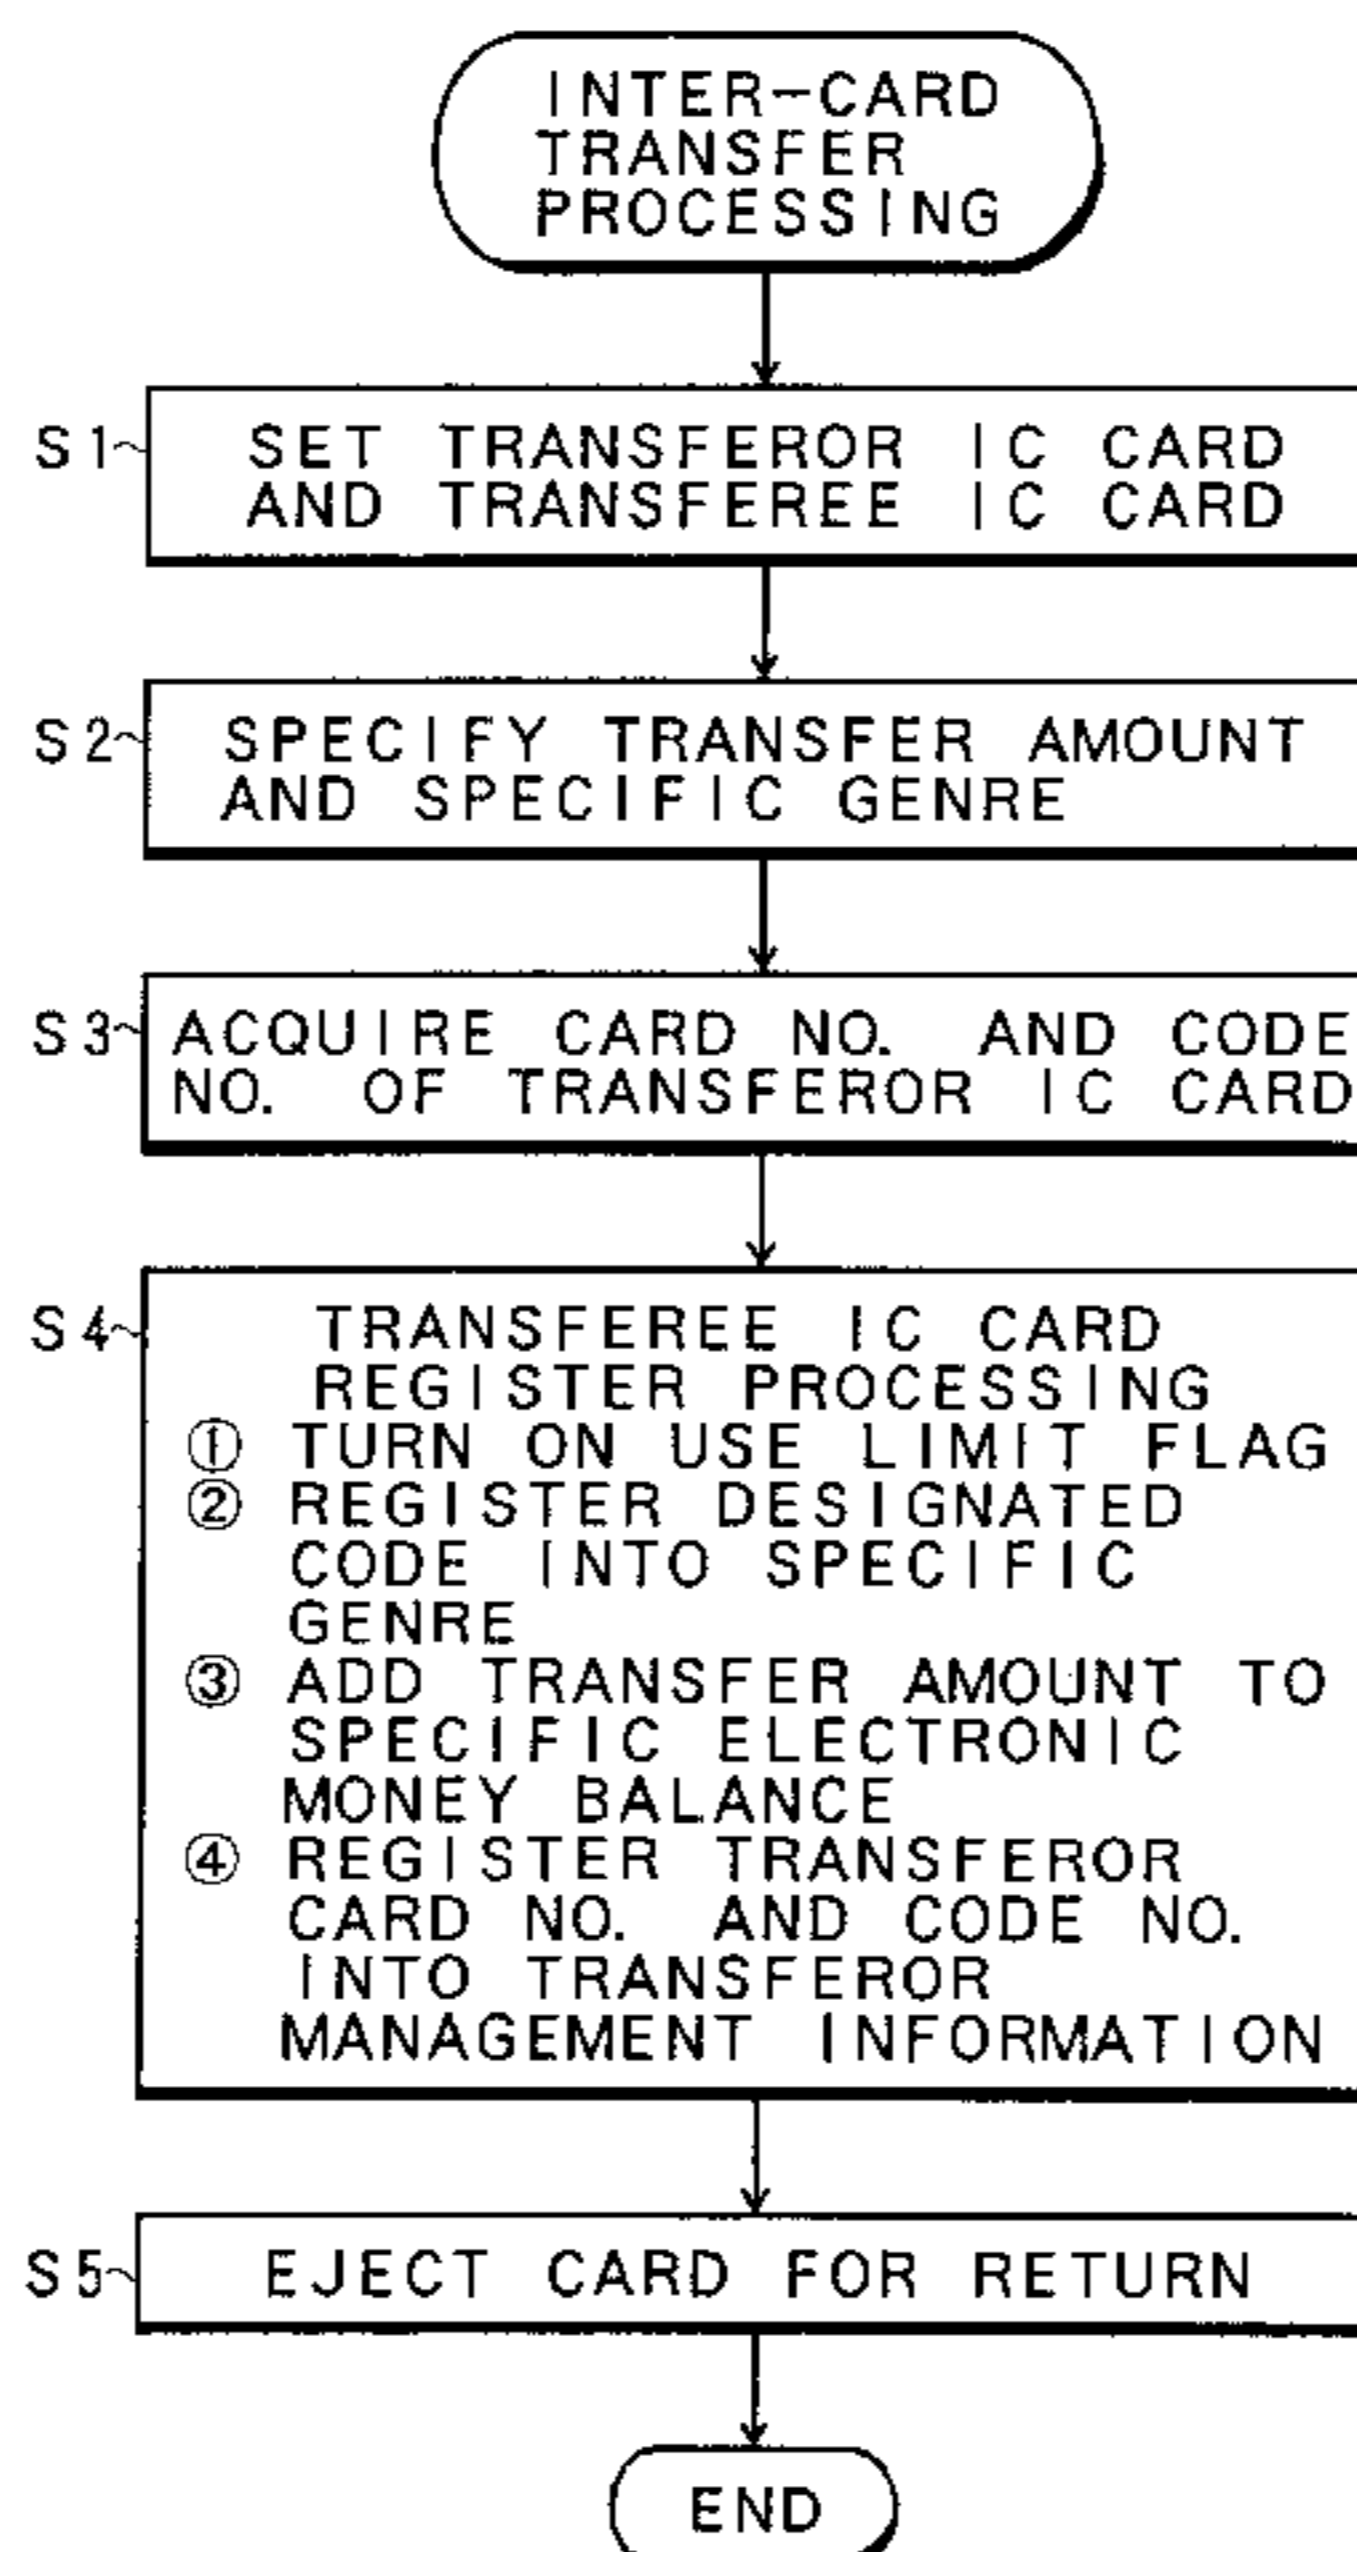 INTER-CARD
TRANSFER
PROCESSING
S1
SET TRANSFEROR IC CARD
AND TRANSFEREE IC CARD
S2
SPECIFY TRANSFER AMOUNT
AND SPECIFIC GENRE
S3
ACQUIRE CARD NO. AND CODE
NO. OF TRANSFEROR IC CARD
S4
TRANSFEREE IC CARD
REGISTER PROCESSING
① TURN ON USE LIMIT FLAG
② REGISTER DESIGNATED
CODE INTO SPECIFIC
GENRE
③ ADD TRANSFER AMOUNT TO
SPECIFIC ELECTRONIC
MONEY BALANCE
④ REGISTER TRANSFEROR
CARD NO. AND CODE NO.
INTO TRANSFEROR
MANAGEMENT INFORMATION
S5
EJECT CARD FOR RETURN
END